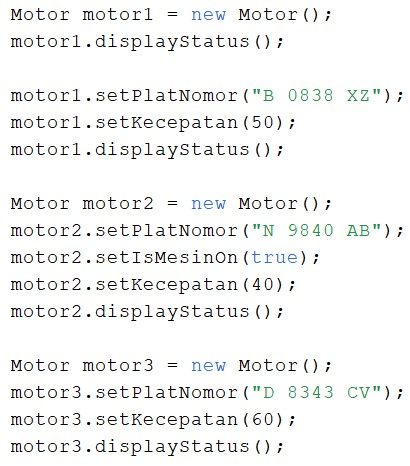 Motor motor1 = new Motor();
motor1.displayStatus();
motor1.setPlatNomor("B 0838 XZ");
motor1.setKecepatan(50);
motor1.displayStatus();
Motor motor2 = new Motor();
motor2.setPlatNomor("N 9840 AB");
motor2.setIsMesinOn(true);
motor2.setKecepatan(40);
motor2.displayStatus();
Motor motor3 = new Motor();
motor3.setPlatNomor("D 8343 CV");
motor3.setKecepatan(60);
motor3.displayStatus();